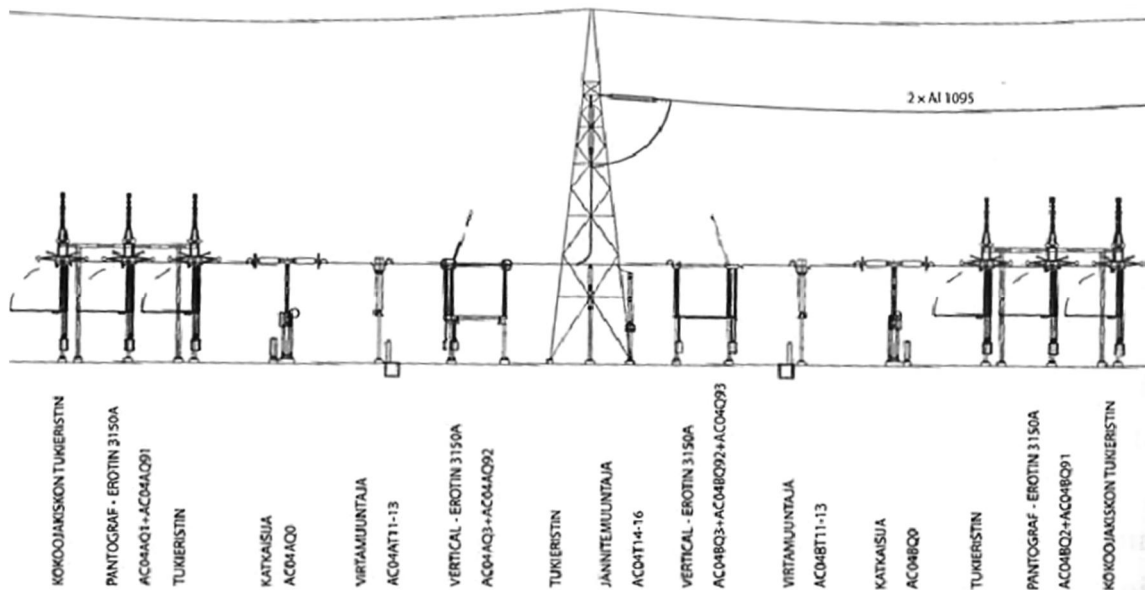 2 × Al 1095
KOKOOJAKISKON TUKIERISTIN
PANTOGRAF - EROTIN 3150A
AC04AQ1+AC04AQ91
TUKIERISTIN
KATKAISIJA
AC04AQ0
VIRTAMUUNTAJA
AC04AT11-13
VERTICAL - EROTIN 3150A
AC04AQ3+AC04AQ92
TUKIERISTIN
JÄNNITEMUUNTAJA
AC04T14-16
VERTICAL - EROTIN 3150A
AC04BQ3+AC04BQ92+AC04Q93
VIRTAMUUNTAJA
AC04BT11-13
KATKAISIJA
AC04BQ0
TUKIERISTIN
PANTOGRAF - EROTIN 3150A
AC04BQ2+AC04BQ91
KOKOOJAKISKON TUKIERISTIN